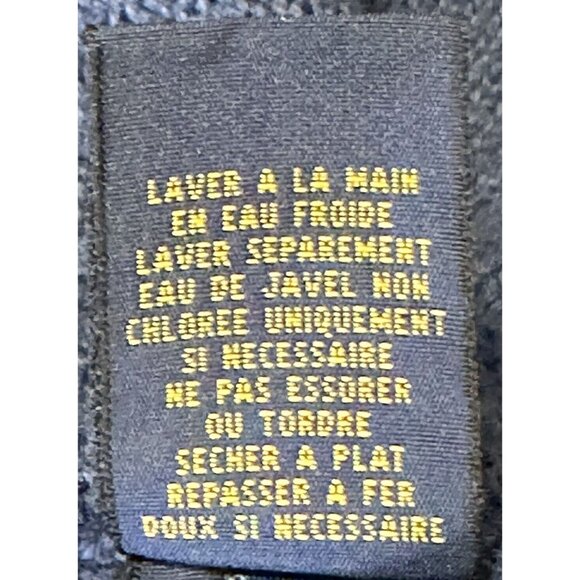 LAVER A LA MAIN
EN EAU FROIDE
LAVER SEPAREMENT
EAU DE JAVEL NON
CHLOREE UNIQUEMENT
SI NECESSAIRE
NE PAS ESSORER
OU TORDRE
SECHER A PLAT
REPASSER A FER
DOUX SI NECESSAIRE